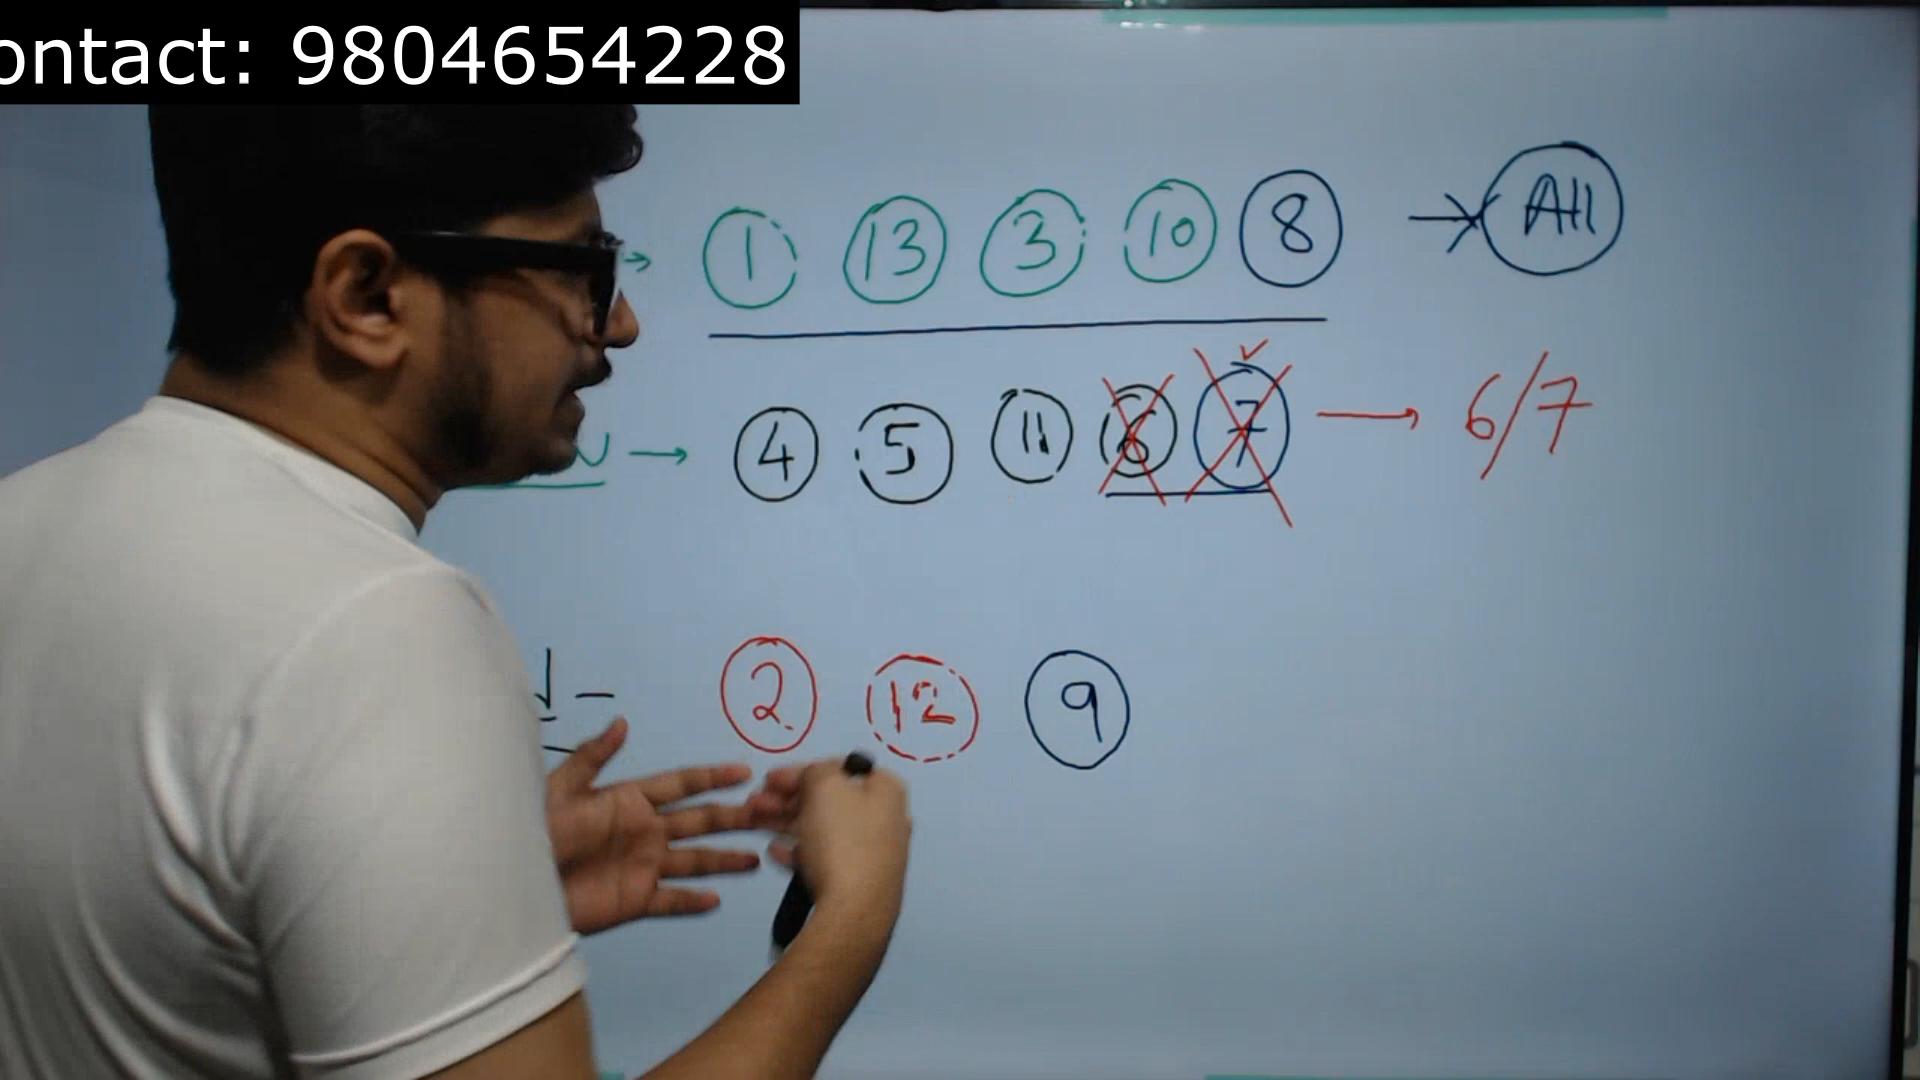 ontact: 9804654228
→ 1 13 3 10 8 → All
→ 4 5 11 6 7 → 6/7
- 2 12 9